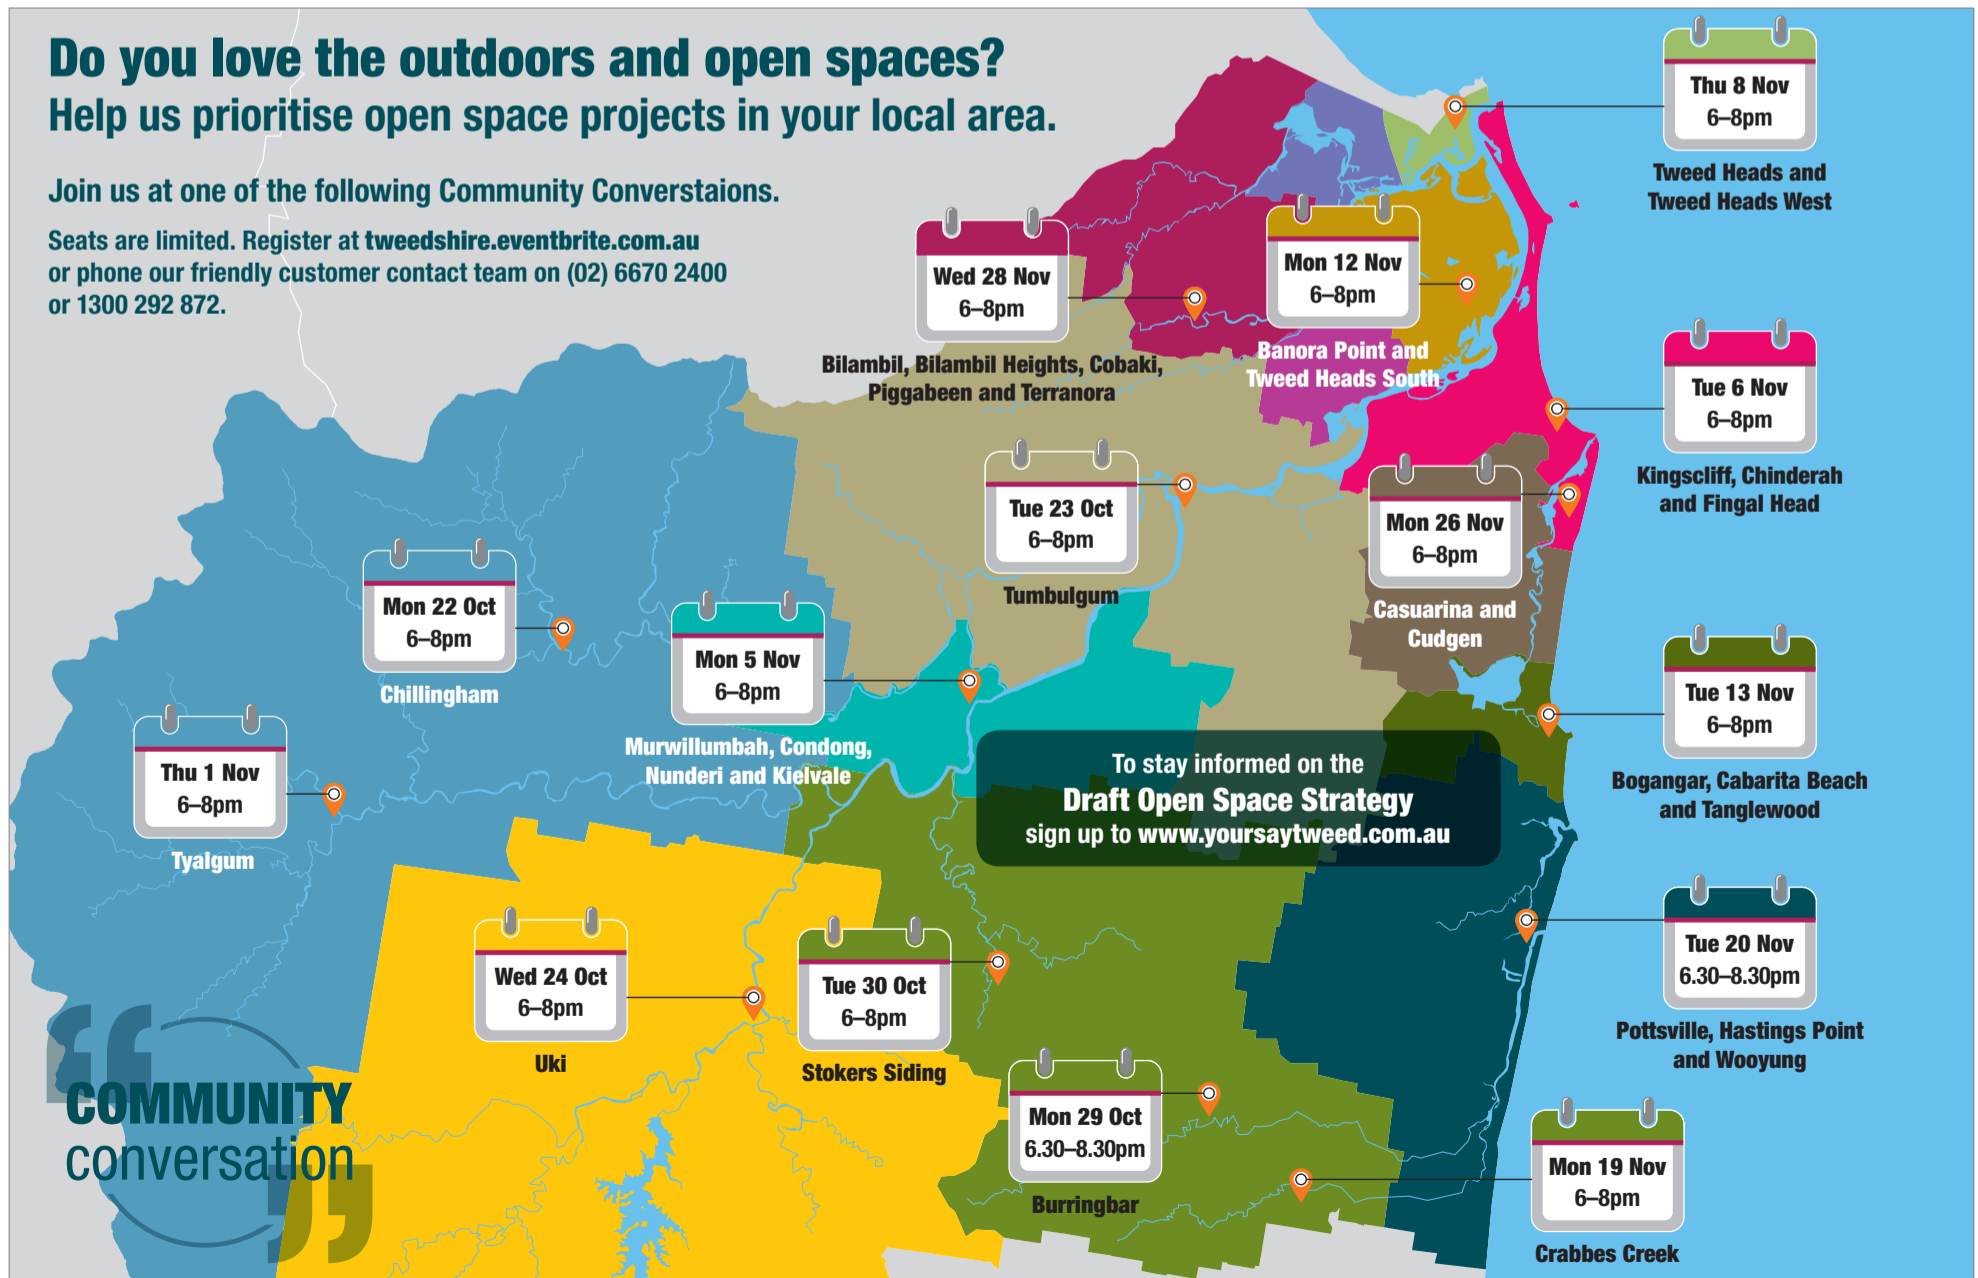 Do you love the outdoors and open spaces?
Help us prioritise open space projects in your local area.
Join us at one of the following Community Converstaions.
Seats are limited. Register at tweedshire.eventbrite.com.au
or phone our friendly customer contact team on (02) 6670 2400
or 1300 292 872.
Thu 8 Nov
6–8pm
Tweed Heads and
Tweed Heads West
Wed 28 Nov
6–8pm
Bilambil, Bilambil Heights, Cobaki,
Piggabeen and Terranora
Mon 12 Nov
6–8pm
Banora Point and
Tweed Heads South
Tue 6 Nov
6–8pm
Kingscliff, Chinderah
and Fingal Head
Tue 23 Oct
6–8pm
Tumbulgum
Mon 26 Nov
6–8pm
Casuarina and
Cudgen
Mon 22 Oct
6–8pm
Chillingham
Mon 5 Nov
6–8pm
Murwillumbah, Condong,
Nunderi and Kielvale
Tue 13 Nov
6–8pm
Bogangar, Cabarita Beach
and Tanglewood
Thu 1 Nov
6–8pm
Tyalgum
To stay informed on the
Draft Open Space Strategy
sign up to www.yoursaytweed.com.au
Wed 24 Oct
6–8pm
Uki
Tue 30 Oct
6–8pm
Stokers Siding
Tue 20 Nov
6.30–8.30pm
Pottsville, Hastings Point
and Wooyung
Mon 29 Oct
6.30–8.30pm
Burringbar
Mon 19 Nov
6–8pm
Crabbes Creek
“
COMMUNITY
conversation
”